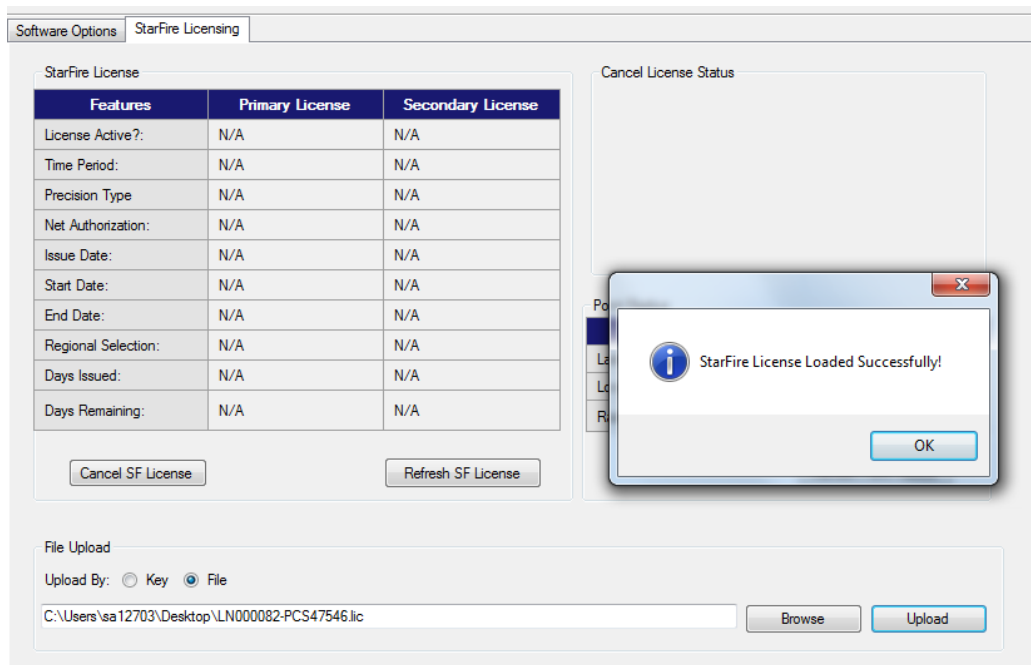 Software Options StarFire Licensing
StarFire License
Features Primary License Secondary License
License Active?: N/A N/A
Time Period: N/A N/A
Precision Type N/A N/A
Net Authorization: N/A N/A
Issue Date: N/A N/A
Start Date: N/A N/A
End Date: N/A N/A
Regional Selection: N/A N/A
Days Issued: N/A N/A
Days Remaining: N/A N/A
Cancel SF License Refresh SF License
Cancel License Status
StarFire License Loaded Successfully!
OK
File Upload
Upload By: Key File
C:\Users\sa12703\Desktop\LN000082-PCS47546.lic Browse Upload